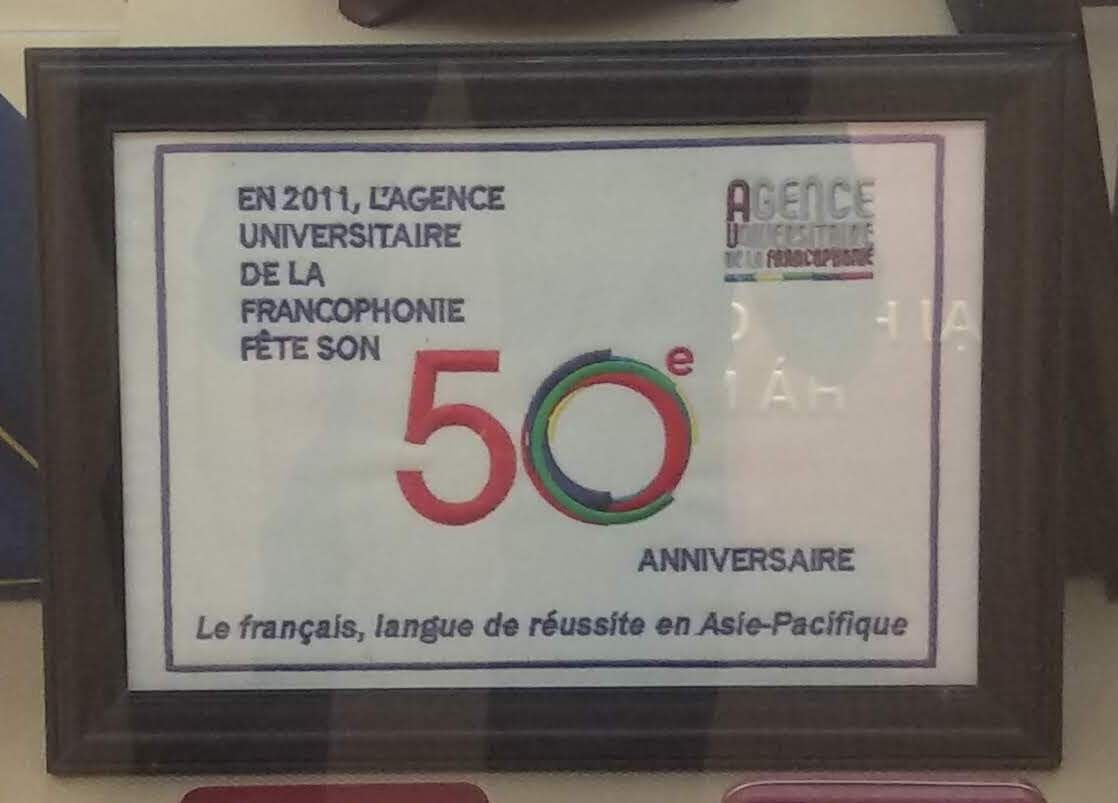 EN 2011, L'AGENCE
UNIVERSITAIRE
DE LA
FRANCOPHONIE
FÊTE SON
50e
ANNIVERSAIRE
Le français, langue de réussite en Asie-Pacifique
AGENCE
UNIVERSITAIRE
DE LA FRANCOPHONIE